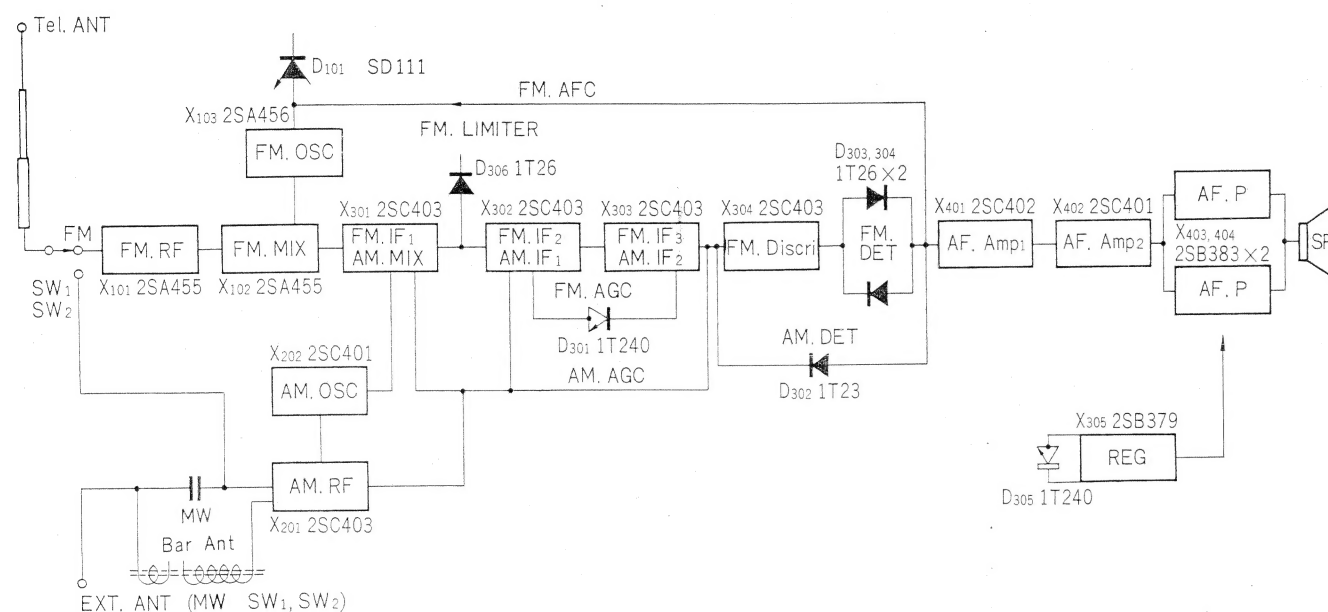 Tel. ANT
D101 SD111
FM. AFC
X103 2SA456
FM. OSC
FM. LIMITER
D306 1T26
D303, 304
1T26×2
X301 2SC403
X302 2SC403
X303 2SC403
X304 2SC403
X401 2SC402
X402 2SC401
AF. P
FM
FM. RF
FM. MIX
FM. IF1
AM. MIX
FM. IF2
AM. IF1
FM. IF3
AM. IF2
FM. Discri
FM.
DET
AF. Amp1
AF. Amp2
X403, 404
2SB383×2
SP
X101 2SA455
X102 2SA455
SW1
SW2
FM. AGC
D301 1T240
AF. P
AM. DET
D302 1T23
X202 2SC401
AM. OSC
AM. AGC
X305 2SB379
REG
D305 1T240
AM. RF
X201 2SC403
MW
Bar Ant
EXT. ANT (MW SW1, SW2)